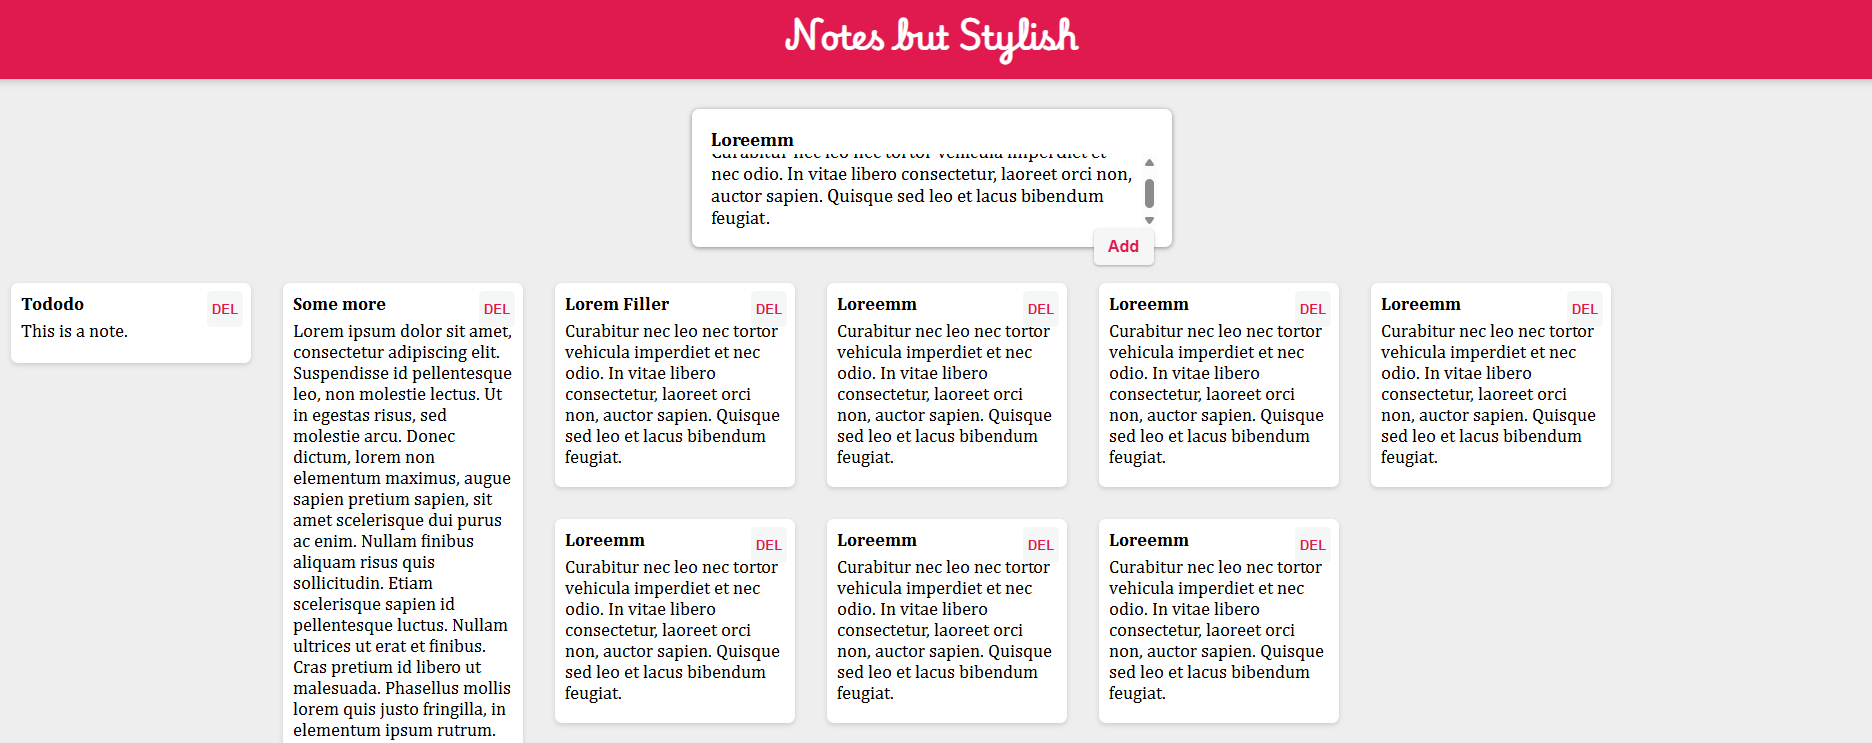 Notes but Stylish
Loreemm
Curabitur nec leo nec tortor vehicula imperdiet et
nec odio. In vitae libero consectetur, laoreet orci non,
auctor sapien. Quisque sed leo et lacus bibendum
feugiat.
Add
Tododo
DEL
This is a note.
Some more
DEL
Lorem ipsum dolor sit amet,
consectetur adipiscing elit.
Suspendisse id pellentesque
leo, non molestie lectus. Ut
in egestas risus, sed
molestie arcu. Donec
dictum, lorem non
elementum maximus, augue
sapien pretium sapien, sit
amet scelerisque dui purus
ac enim. Nullam finibus
aliquam risus quis
sollicitudin. Etiam
scelerisque sapien id
pellentesque luctus. Nullam
ultrices ut erat et finibus.
Cras pretium id libero ut
malesuada. Phasellus mollis
lorem quis justo fringilla, in
elementum ipsum rutrum.
Lorem Filler
DEL
Curabitur nec leo nec tortor
vehicula imperdiet et nec
odio. In vitae libero
consectetur, laoreet orci
non, auctor sapien. Quisque
sed leo et lacus bibendum
feugiat.
Loreemm
DEL
Curabitur nec leo nec tortor
vehicula imperdiet et nec
odio. In vitae libero
consectetur, laoreet orci
non, auctor sapien. Quisque
sed leo et lacus bibendum
feugiat.
Loreemm
DEL
Curabitur nec leo nec tortor
vehicula imperdiet et nec
odio. In vitae libero
consectetur, laoreet orci
non, auctor sapien. Quisque
sed leo et lacus bibendum
feugiat.
Loreemm
DEL
Curabitur nec leo nec tortor
vehicula imperdiet et nec
odio. In vitae libero
consectetur, laoreet orci
non, auctor sapien. Quisque
sed leo et lacus bibendum
feugiat.
Loreemm
DEL
Curabitur nec leo nec tortor
vehicula imperdiet et nec
odio. In vitae libero
consectetur, laoreet orci
non, auctor sapien. Quisque
sed leo et lacus bibendum
feugiat.
Loreemm
DEL
Curabitur nec leo nec tortor
vehicula imperdiet et nec
odio. In vitae libero
consectetur, laoreet orci
non, auctor sapien. Quisque
sed leo et lacus bibendum
feugiat.
Loreemm
DEL
Curabitur nec leo nec tortor
vehicula imperdiet et nec
odio. In vitae libero
consectetur, laoreet orci
non, auctor sapien. Quisque
sed leo et lacus bibendum
feugiat.